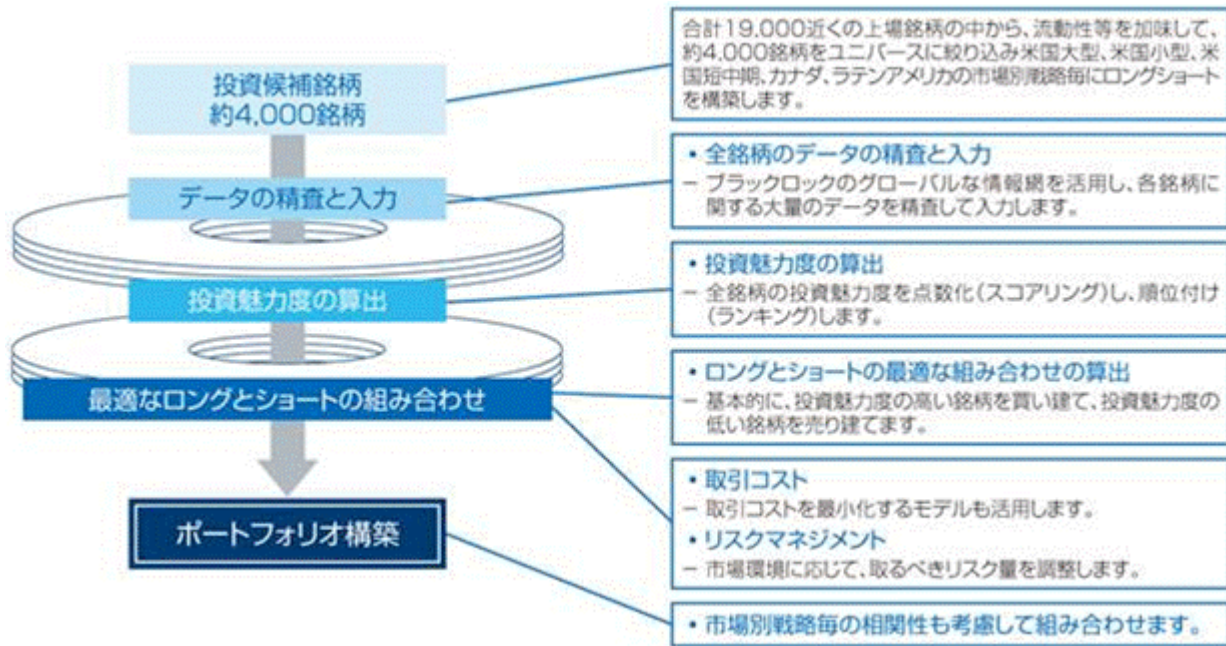 投資候補銘柄
約4,000銘柄
データの精査と入力
投資魅力度の算出
最適なロングとショートの組み合わせ
ポートフォリオ構築
合計19,000近くの上場銘柄の中から、流動性等を加味して、
約4,000銘柄をユニバースに絞り込み米国大型、米国小型、米
国短中期、カナダ、ラテンアメリカの市場別戦略毎にロングショート
を構築します。
・全銘柄のデータの精査と入力
− ブラックロックのグローバルな情報網を活用し、各銘柄に
関する大量のデータを精査して入力します。
・投資魅力度の算出
− 全銘柄の投資魅力度を点数化(スコアリング)し、順位付け
(ランキング)します。
・ロングとショートの最適な組み合わせの算出
− 基本的に、投資魅力度の高い銘柄を買い建て、投資魅力度の
低い銘柄を売り建てます。
・取引コスト
− 取引コストを最小化するモデルも活用します。
・リスクマネジメント
− 市場環境に応じて、取るべきリスク量を調整します。
・市場別戦略毎の相関性も考慮して組み合わせます。